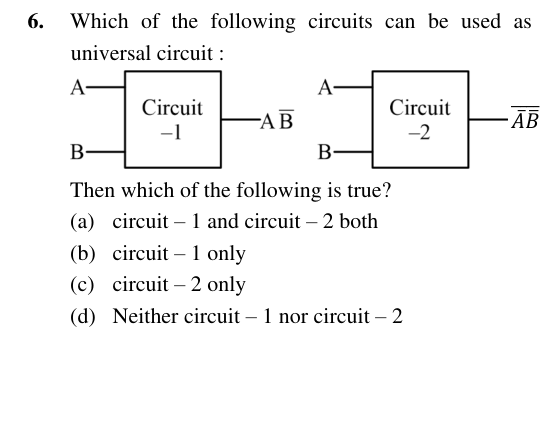 6. Which of the following circuits can be used as
universal circuit :
A
Circuit
–1
A B̅
B
A
Circuit
–2
\overline{A̅ B̅}
B
Then which of the following is true?
(a) circuit – 1 and circuit – 2 both
(b) circuit – 1 only
(c) circuit – 2 only
(d) Neither circuit – 1 nor circuit – 2